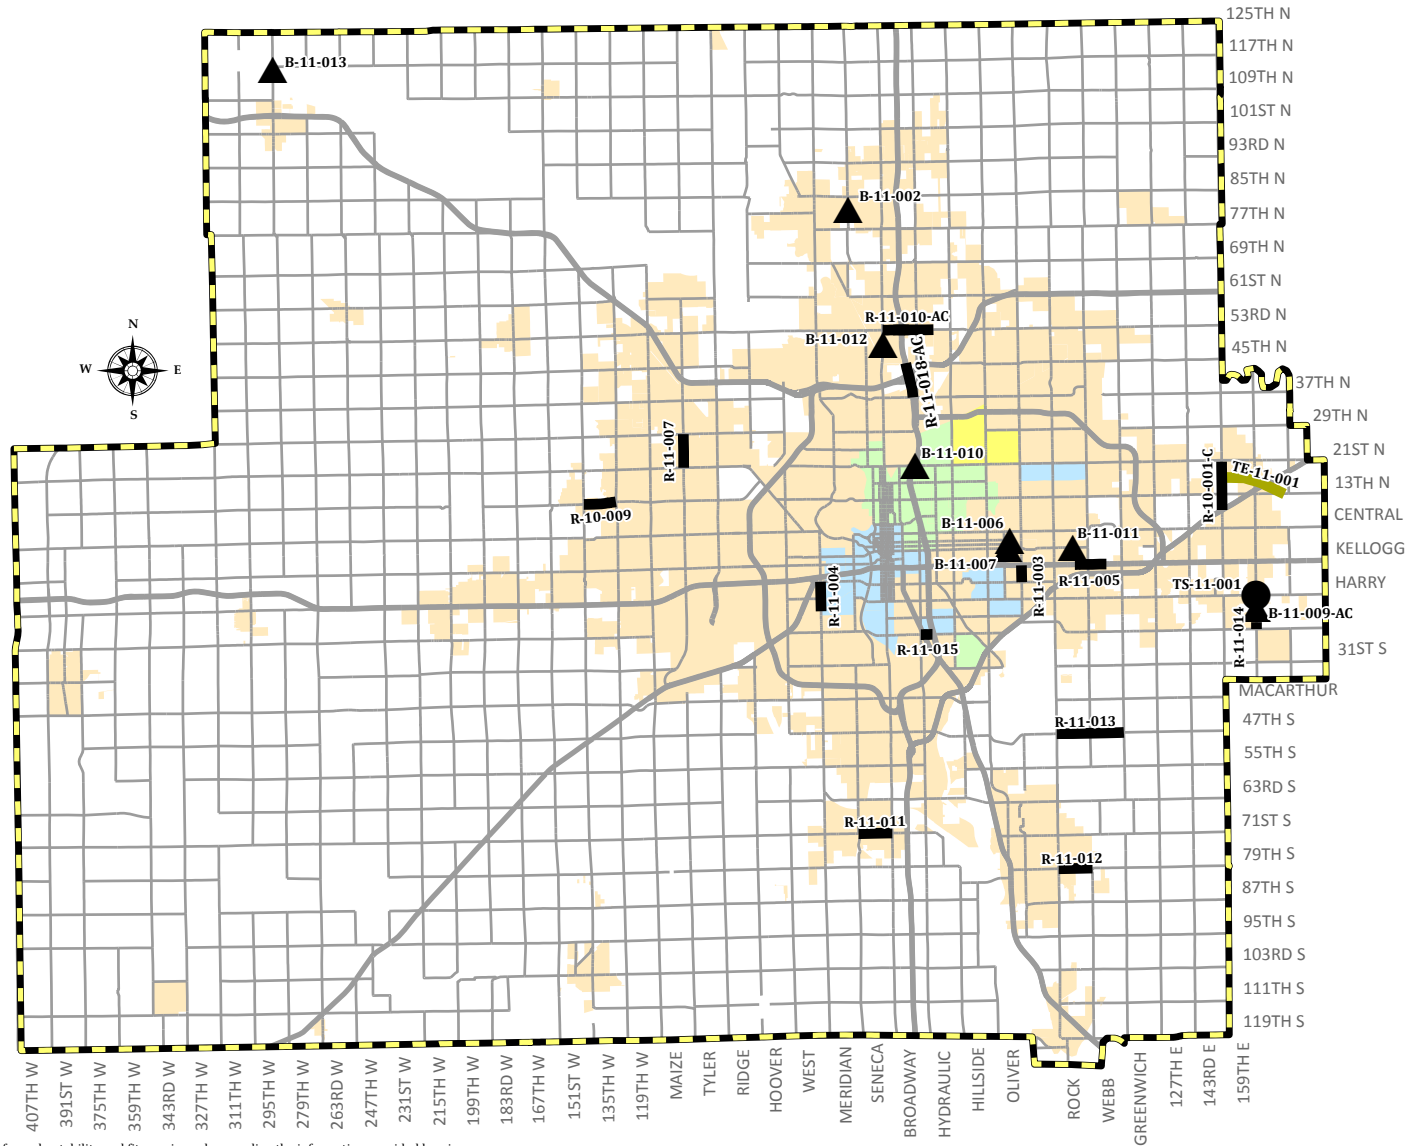 125TH N
117TH N
109TH N
101ST N
93RD N
85TH N
77TH N
69TH N
61ST N
53RD N
45TH N
37TH N
29TH N
21ST N
13TH N
CENTRAL
KELLOGG
HARRY
31ST S
MACARTHUR
47TH S
55TH S
63RD S
71ST S
79TH S
87TH S
95TH S
103RD S
111TH S
119TH S
B-11-013
B-11-002
N
W
E
S
R-11-010-AC
B-11-012
R-11-018-AC
R-11-007
B-11-010
R-10-009
R-10-001-C
TE-11-001
B-11-006
B-11-011
B-11-007
R-11-003
R-11-005
R-11-004
TS-11-001
B-11-009-AC
R-11-014
R-11-015
R-11-013
R-11-011
R-11-012
407TH W
391ST W
375TH W
359TH W
343RD W
327TH W
311TH W
295TH W
279TH W
263RD W
247TH W
231ST W
215TH W
199TH W
183RD W
167TH W
151ST W
135TH W
119TH W
MAIZE
TYLER
RIDGE
HOOVER
WEST
MERIDIAN
SENECA
BROADWAY
HYDRAULIC
HILLSIDE
OLIVER
ROCK
WEBB
GREENWICH
127TH E
143RD E
159TH E